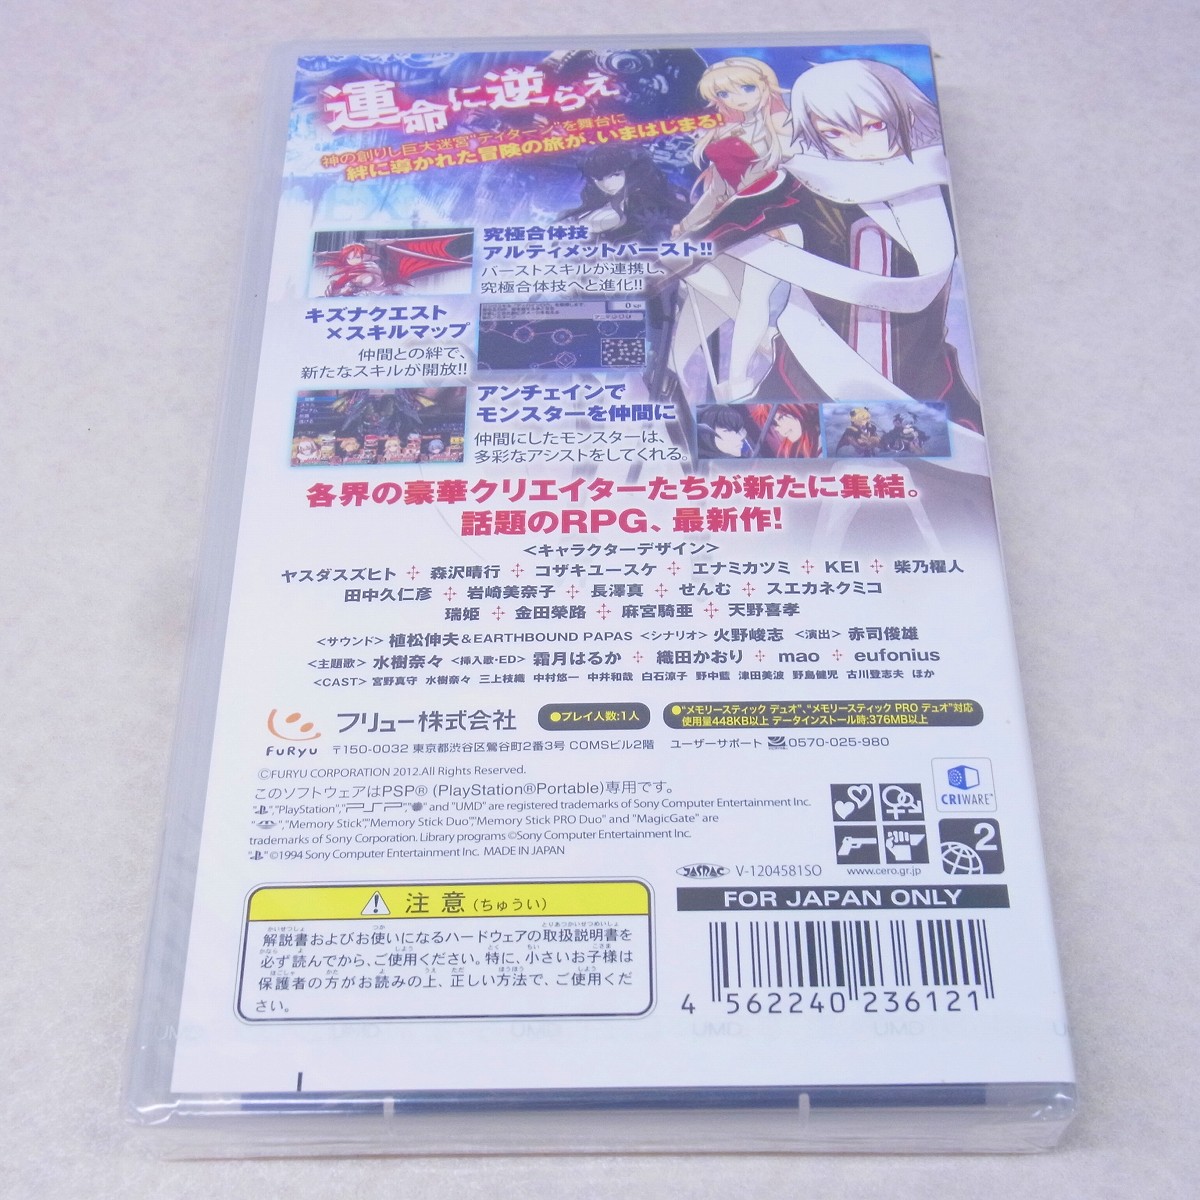 運命に逆らえ
神の創りし巨大迷宮"ティターン"を舞台に
絆に導かれた冒険の旅が、いまはじまる!
究極合体技
アルティメットバースト!!
バーストスキルが連携し、
究極合体技へと進化!!
キズナクエスト
×スキルマップ
仲間との絆で、
新たなスキルが開放!!
アンチェインで
モンスターを仲間に
仲間にしたモンスターは、
多彩なアシストをしてくれる。
各界の豪華クリエイターたちが新たに集結。
話題のRPG、最新作!
<キャラクターデザイン>
ヤスダスズヒト 森沢晴行 コザキユースケ エナミカツミ KEI 柴乃櫂人
田中久仁彦 岩崎美奈子 長澤真 せんむ スエカネクミコ
瑞姫 金田榮路 麻宮騎亜 天野喜孝
<サウンド> 植松伸夫&EARTHBOUND PAPAS <シナリオ> 火野峻志 <演出> 赤司俊雄
<主題歌> 水樹奈々 <挿入歌・ED> 霜月はるか 織田かおり mao eufonius
<CAST> 宮野真守 水樹奈々 三上枝織 中村悠一 中井和哉 白石涼子 野中藍 津田美波 野島健児 古川登志夫 ほか
FuRyu フリュー株式会社
●プレイ人数:1人
●"メモリースティック デュオ"、"メモリースティック PRO デュオ"対応
使用量448KB以上 データインストール時:376MB以上
〒150-0032 東京都渋谷区鶯谷町2番3号 COMSビル2階 ユーザーサポート 0570-025-980
©FURYU CORPORATION 2012.All Rights Reserved.
このソフトウェアはPSP® (PlayStation®Portable)専用です。
" ","PlayStation","PSP"," " and "UMD" are registered trademarks of Sony Computer Entertainment Inc.
" ","Memory Stick","Memory Stick Duo","Memory Stick PRO Duo" and "MagicGate" are
trademarks of Sony Corporation. Library programs ©Sony Computer Entertainment Inc.
" " ©1994 Sony Computer Entertainment Inc. MADE IN JAPAN
CRIWARE
2
www.cero.gr.jp
JASRAC V-1204581SO
FOR JAPAN ONLY
注意(ちゅうい)
解説書およびお使いになるハードウェアの取扱説明書を
必ず読んでから、ご使用ください。特に、小さいお子様は
保護者の方がお読みの上、正しい方法で、ご使用くだ
さい。
4 562240 236121